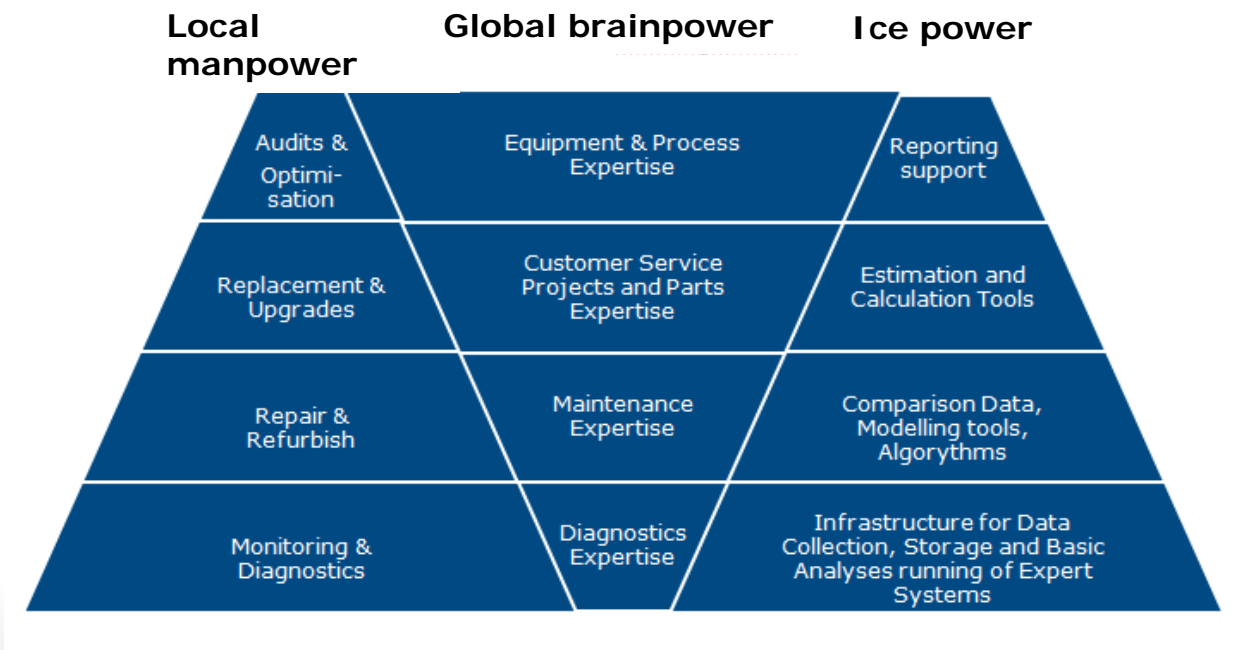 Local
manpower
Global brainpower
Ice power
Audits &
Optimi-
sation
Equipment & Process
Expertise
Reporting
support
Replacement &
Upgrades
Customer Service
Projects and Parts
Expertise
Estimation and
Calculation Tools
Repair &
Refurbish
Maintenance
Expertise
Comparison Data,
Modelling tools,
Algorythms
Monitoring &
Diagnostics
Diagnostics
Expertise
Infrastructure for Data
Collection, Storage and Basic
Analyses running of Expert
Systems